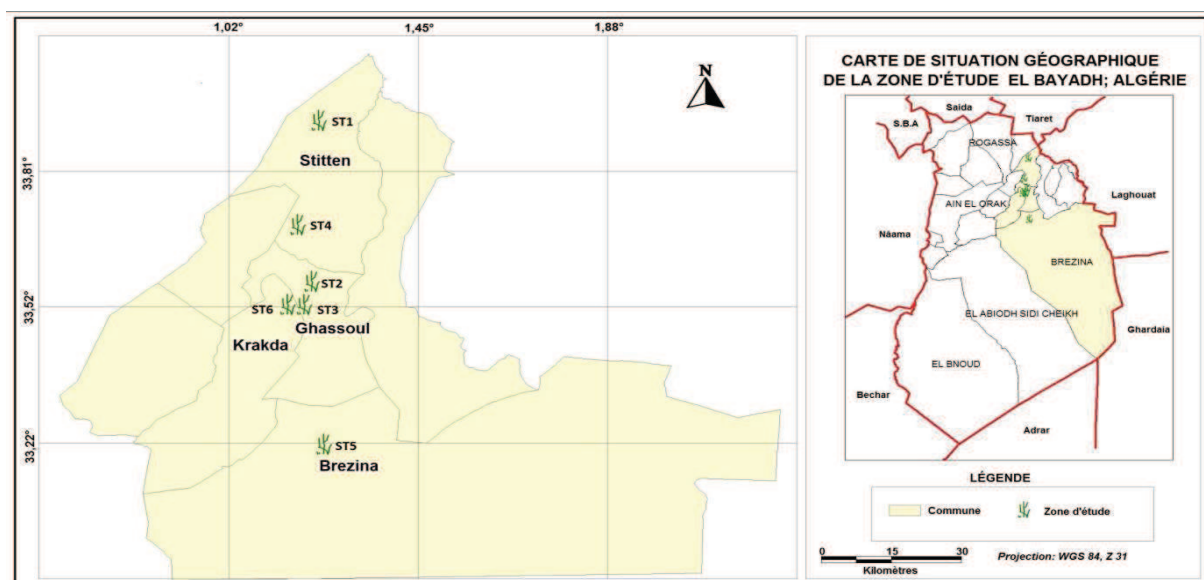 1,02° 1,45° 1,88°
33,81
33,52
33,22
N
ST1
Stitten
ST4
ST2
ST6 ST3
Ghassoul
Krakda
ST5
Brezina
CARTE DE SITUATION GÉOGRAPHIQUE
DE LA ZONE D'ÉTUDE EL BAYADH; ALGÉRIE
Saida
Tiaret
S.B.A
ROGASSA
Laghouat
AIN EL ORAK
Nâama
BREZINA
EL ABIODH SIDI CHEIKH
Ghardaia
EL BNOUD
Bechar
Adrar
LÉGENDE
Commune Zone d'étude
0 15 30
Kilomètres
Projection: WGS 84, Z 31